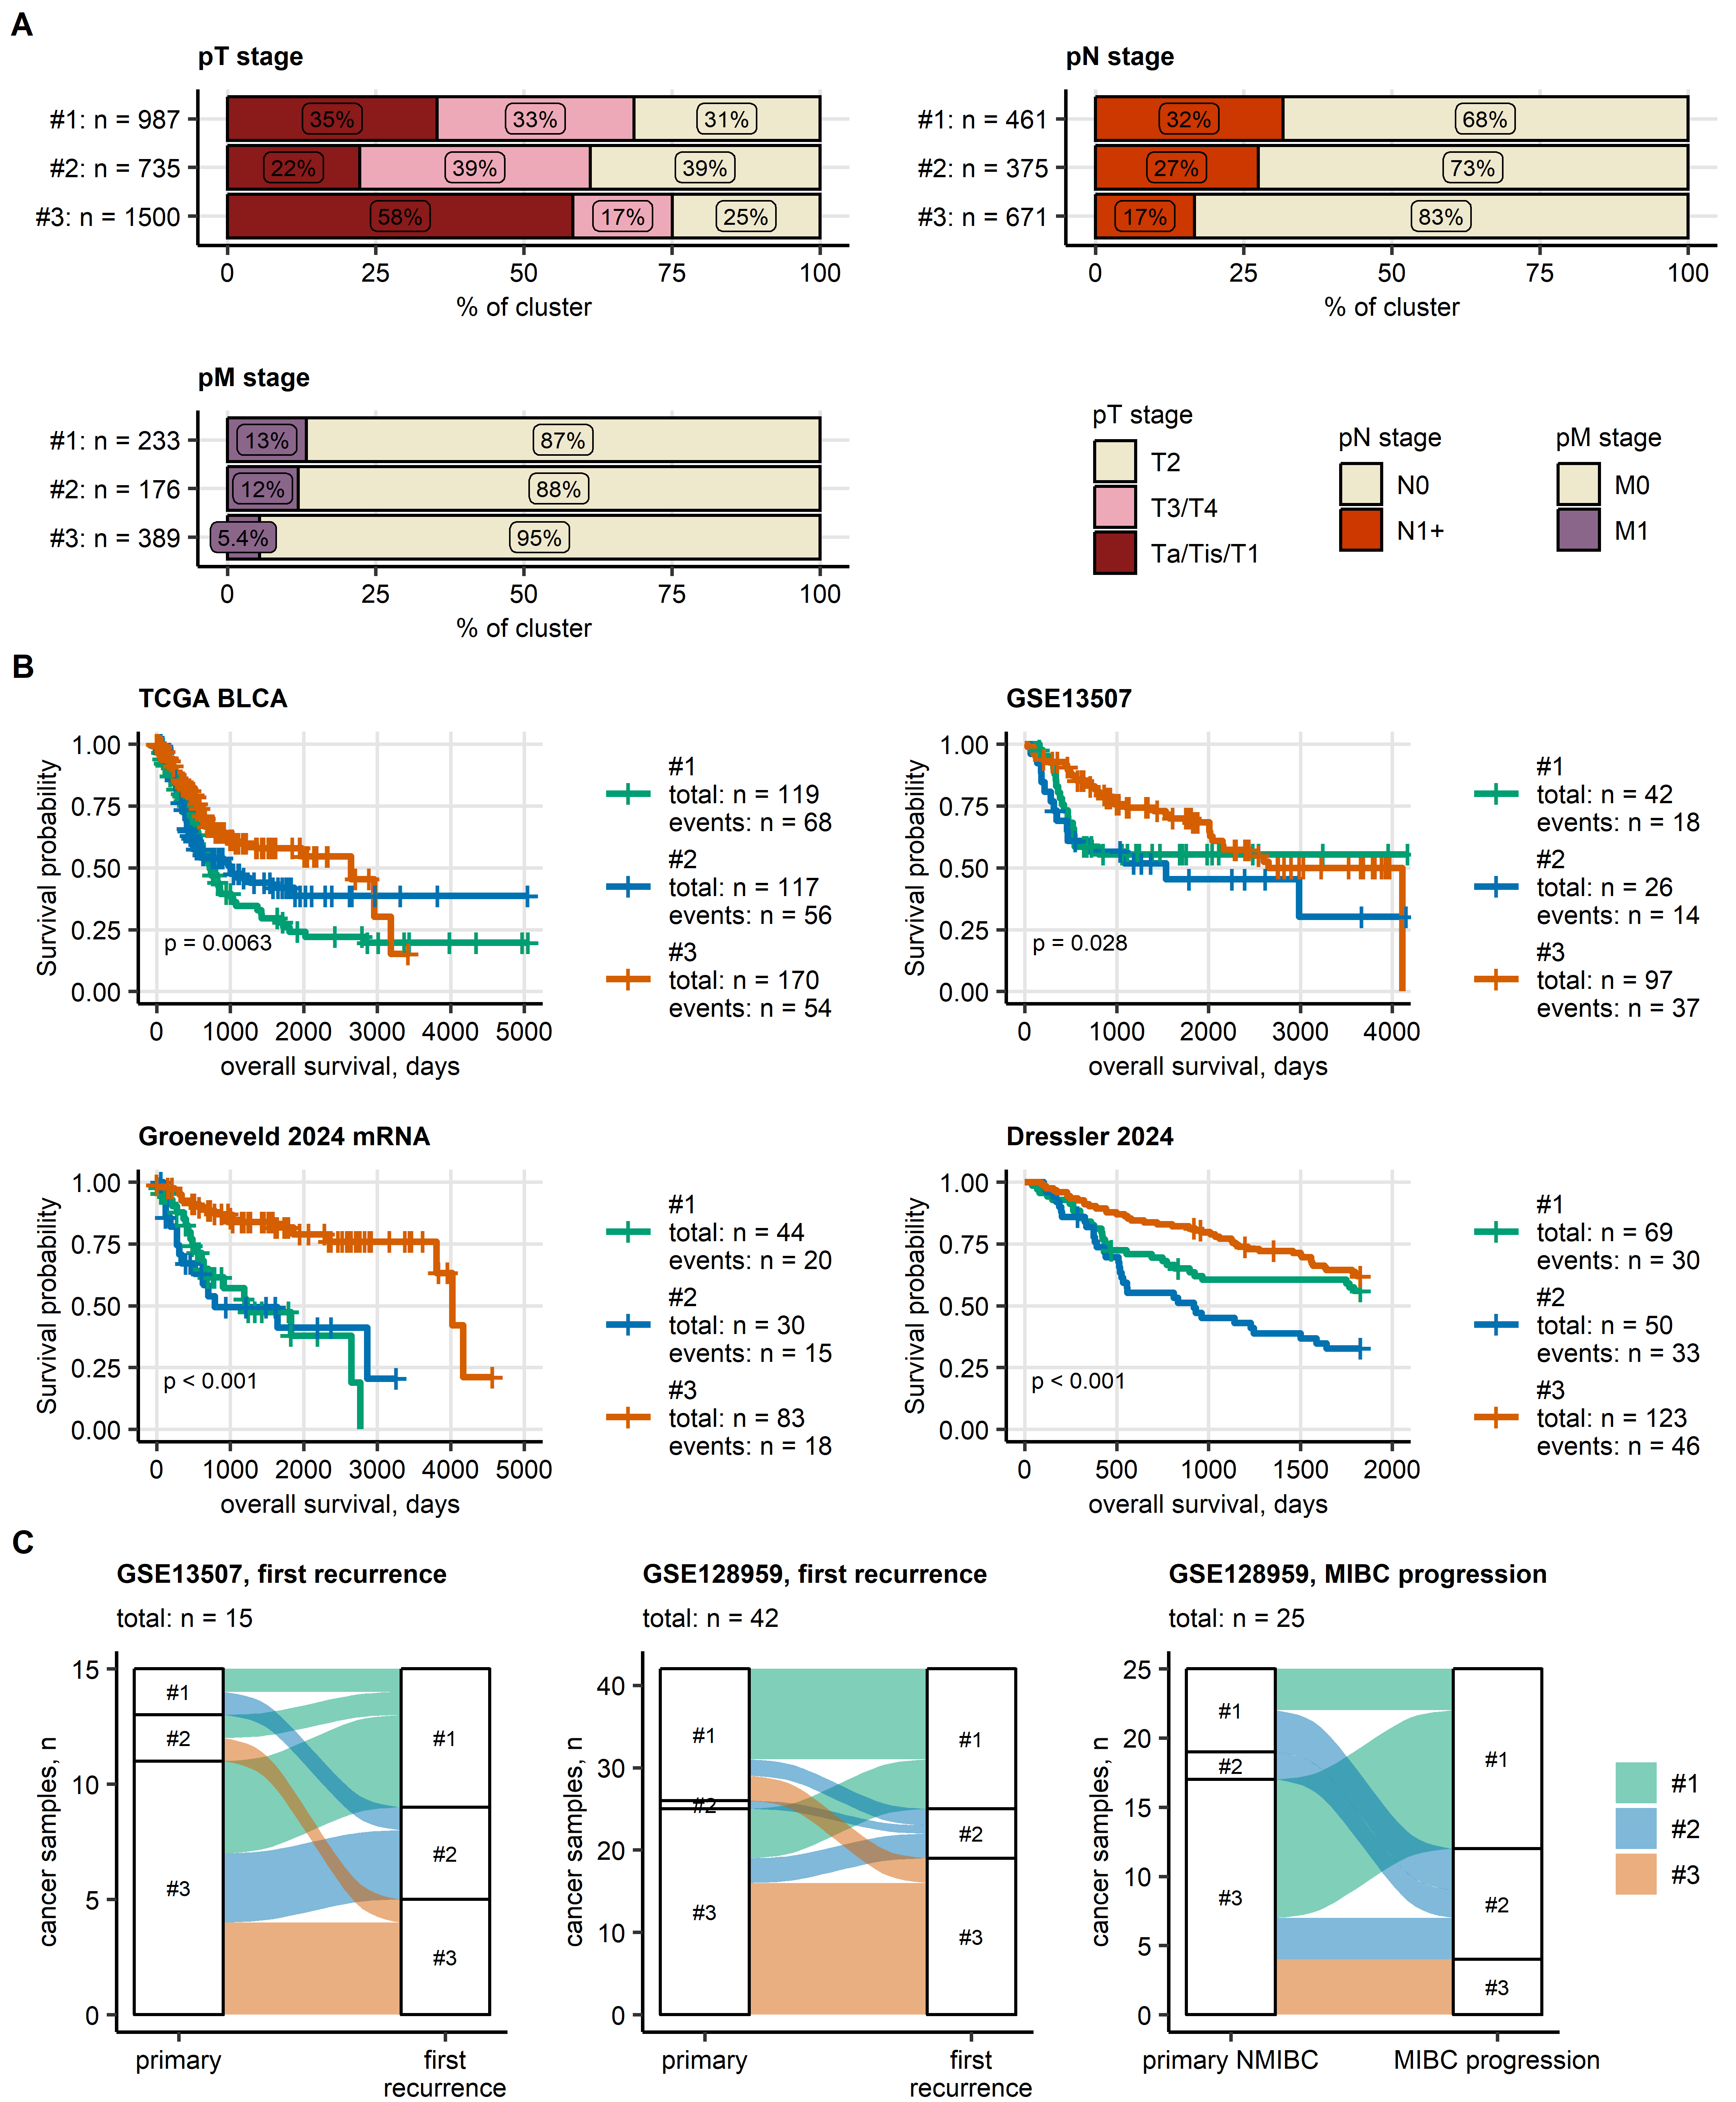 A
pT stage
#1: n = 987
35%
33%
31%
#2: n = 735
22%
39%
39%
#3: n = 1500
58%
17%
25%
0
25
50
75
100
% of cluster
pN stage
#1: n = 461
32%
68%
#2: n = 375
27%
73%
#3: n = 671
17%
83%
0
25
50
75
100
% of cluster
pM stage
#1: n = 233
13%
87%
#2: n = 176
12%
88%
#3: n = 389
5.4%
95%
0
25
50
75
100
% of cluster
pT stage
T2
T3/T4
Ta/Tis/T1
pN stage
N0
N1+
pM stage
M0
M1
B
TCGA BLCA
Survival probability
1.00
0.75
0.50
0.25
0.00
p = 0.0063
0
1000
2000
3000
4000
5000
overall survival, days
#1
total: n = 119
events: n = 68
#2
total: n = 117
events: n = 56
#3
total: n = 170
events: n = 54
GSE13507
Survival probability
1.00
0.75
0.50
0.25
0.00
p = 0.028
0
1000
2000
3000
4000
overall survival, days
#1
total: n = 42
events: n = 18
#2
total: n = 26
events: n = 14
#3
total: n = 97
events: n = 37
Groeneveld 2024 mRNA
Survival probability
1.00
0.75
0.50
0.25
0.00
p < 0.001
0
1000
2000
3000
4000
5000
overall survival, days
#1
total: n = 44
events: n = 20
#2
total: n = 30
events: n = 15
#3
total: n = 83
events: n = 18
Dressler 2024
Survival probability
1.00
0.75
0.50
0.25
0.00
p < 0.001
0
500
1000
1500
2000
overall survival, days
#1
total: n = 69
events: n = 30
#2
total: n = 50
events: n = 33
#3
total: n = 123
events: n = 46
C
GSE13507, first recurrence
total: n = 15
cancer samples, n
15
10
5
0
#1
#2
#3
#1
#2
#3
primary
first
recurrence
GSE128959, first recurrence
total: n = 42
cancer samples, n
40
30
20
10
0
#1
#2
#3
#1
#2
#3
primary
first
recurrence
GSE128959, MIBC progression
total: n = 25
cancer samples, n
25
20
15
10
5
0
#1
#2
#3
#1
#2
#3
primary NMIBC
MIBC progression
#1
#2
#3